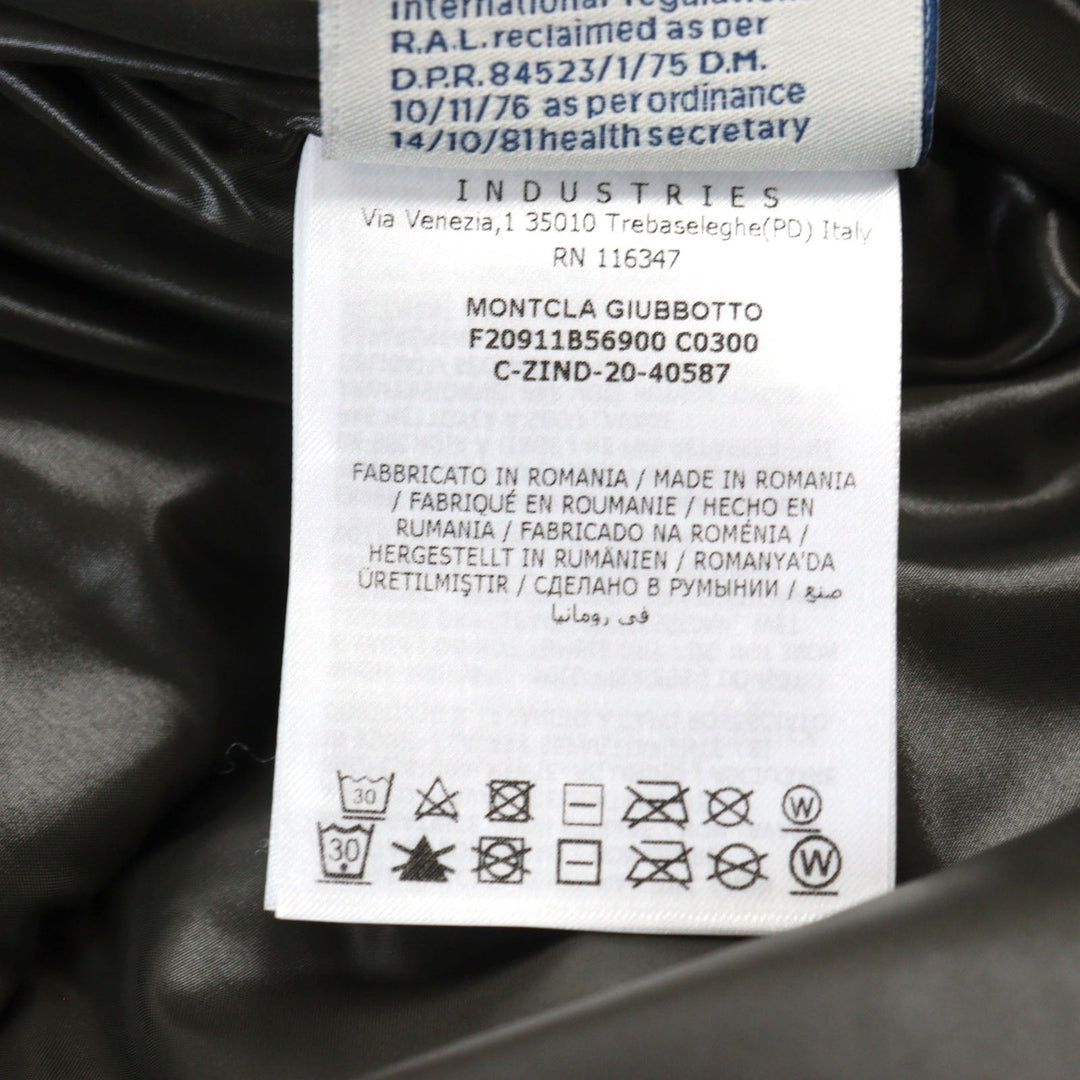 international regulations
R.A.L. reclaimed as per
D.P.R. 84523/1/75 D.M.
10/11/76 as per ordinance
14/10/81 health secretary
INDUSTRIES
Via Venezia,1 35010 Trebaseleghe(PD) Italy
RN 116347
MONTCLA GIUBBOTTO
F20911B56900 C0300
C-ZIND-20-40587
FABBRICATO IN ROMANIA / MADE IN ROMANIA
/ FABRIQUÉ EN ROUMANIE / HECHO EN
RUMANIA / FABRICADO NA ROMÉNIA /
HERGESTELLT IN RUMÄNIEN / ROMANYA'DA
ÜRETILMIŞTIR / СДЕЛАНО В РУМЫНИИ / صنع
في رومانيا
30 W
30 W